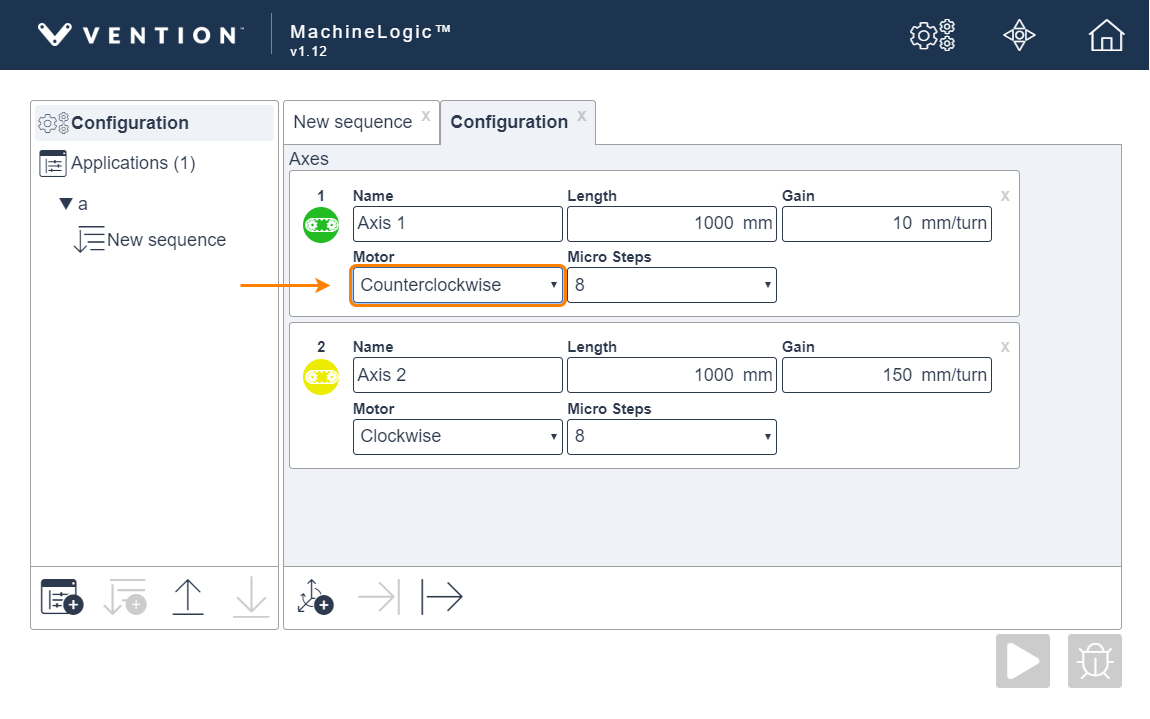 VENTION™
MachineLogic™
v1.12
Configuration
Applications (1)
▼ a
New sequence
New sequence x
Configuration x
Axes
1 Name Length Gain x
Axis 1 1000 mm 10 mm/turn
Motor Micro Steps
Counterclockwise 8
2 Name Length Gain x
Axis 2 1000 mm 150 mm/turn
Motor Micro Steps
Clockwise 8